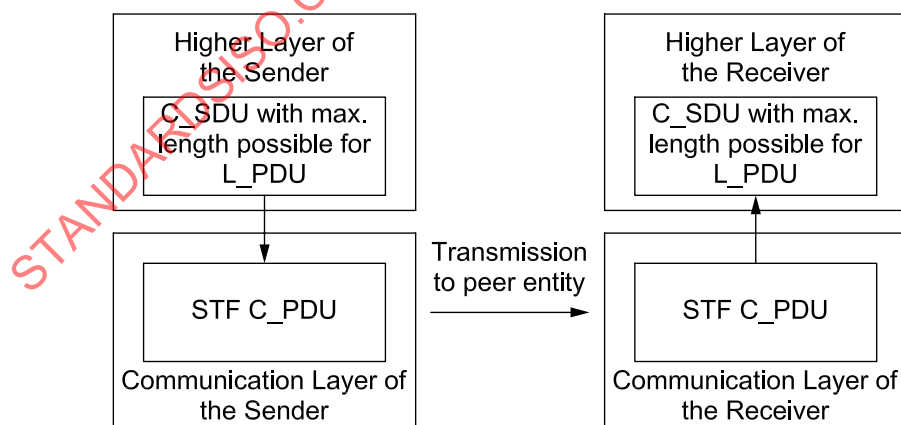 Higher Layer of
the Sender
C_SDU with max.
length possible for
L_PDU
Higher Layer of
the Receiver
C_SDU with max.
length possible for
L_PDU
STF C_PDU
Communication Layer of
the Sender
Transmission
to peer entity
STF C_PDU
Communication Layer of
the Receiver
STANDARDSISO.C